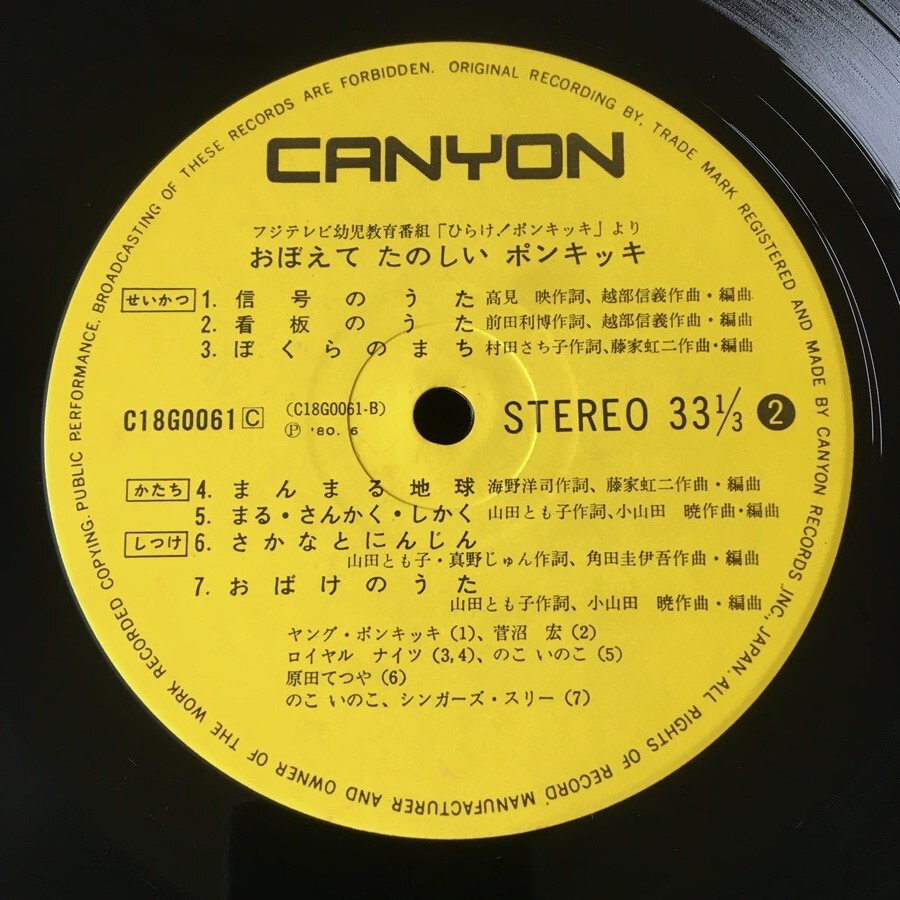 CANYON
フジテレビ幼児教育番組「ひらけ!ポンキッキ」より
おぼえて たのしい ポンキッキ
せいかつ 1. 信号のうた 高見 映作詞、越部信義作曲・編曲
2. 看板のうた 前田利博作詞、越部信義作曲・編曲
3. ぼくらのまち 村田さち子作詞、藤家虹二作曲・編曲
C18G0061 C (C18G0061-B) STEREO 33 1/3 2
Ⓟ '80. 6
かたち 4. まんまる地球 海野洋司作詞、藤家虹二作曲・編曲
5. まる・さんかく・しかく 山田とも子作詞、小山田 暁作曲・編曲
しつけ 6. さかなとにんじん
山田とも子・真野じゅん作詞、角田圭伊吾作曲・編曲
7. おばけのうた
山田とも子作詞、小山田 暁作曲・編曲
ヤング・ポンキッキ (1)、菅沼 宏 (2)
ロイヤル ナイツ (3,4)、のこ いのこ (5)
原田てつや (6)
のこ いのこ、シンガーズ・スリー (7)
ORIGINAL RECORDING BY, TRADE MARK REGISTERED AND MADE BY CANYON RECORDS, INC., JAPAN. ALL RIGHTS OF RECORD MANUFACTURER AND OWNER OF THE WORK RECORDED COPYING. PUBLIC PERFORMANCE. BROADCASTING OF THESE RECORDS ARE FORBIDDEN.